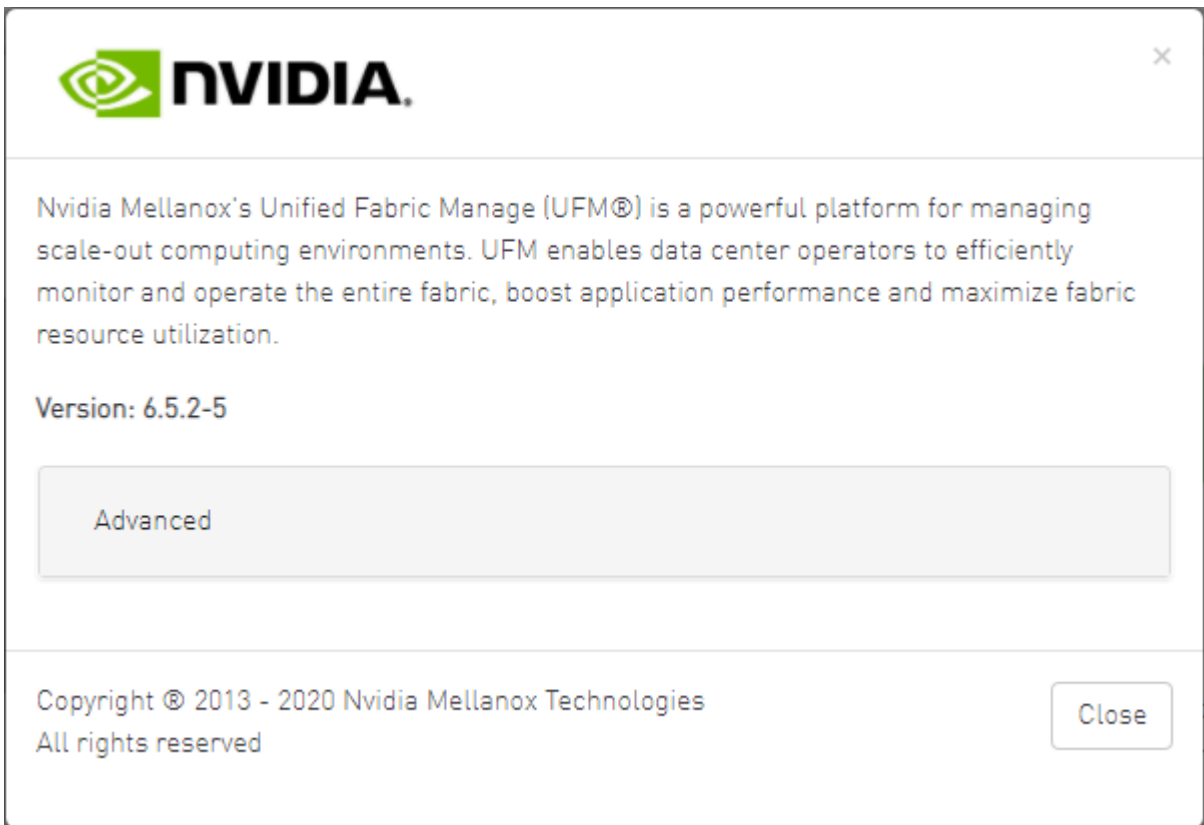 nVIDIA.
×
Nvidia Mellanox's Unified Fabric Manage (UFM®) is a powerful platform for managing
scale-out computing environments. UFM enables data center operators to efficiently
monitor and operate the entire fabric, boost application performance and maximize fabric
resource utilization.
Version: 6.5.2-5
Advanced
Copyright ® 2013 - 2020 Nvidia Mellanox Technologies
All rights reserved
Close